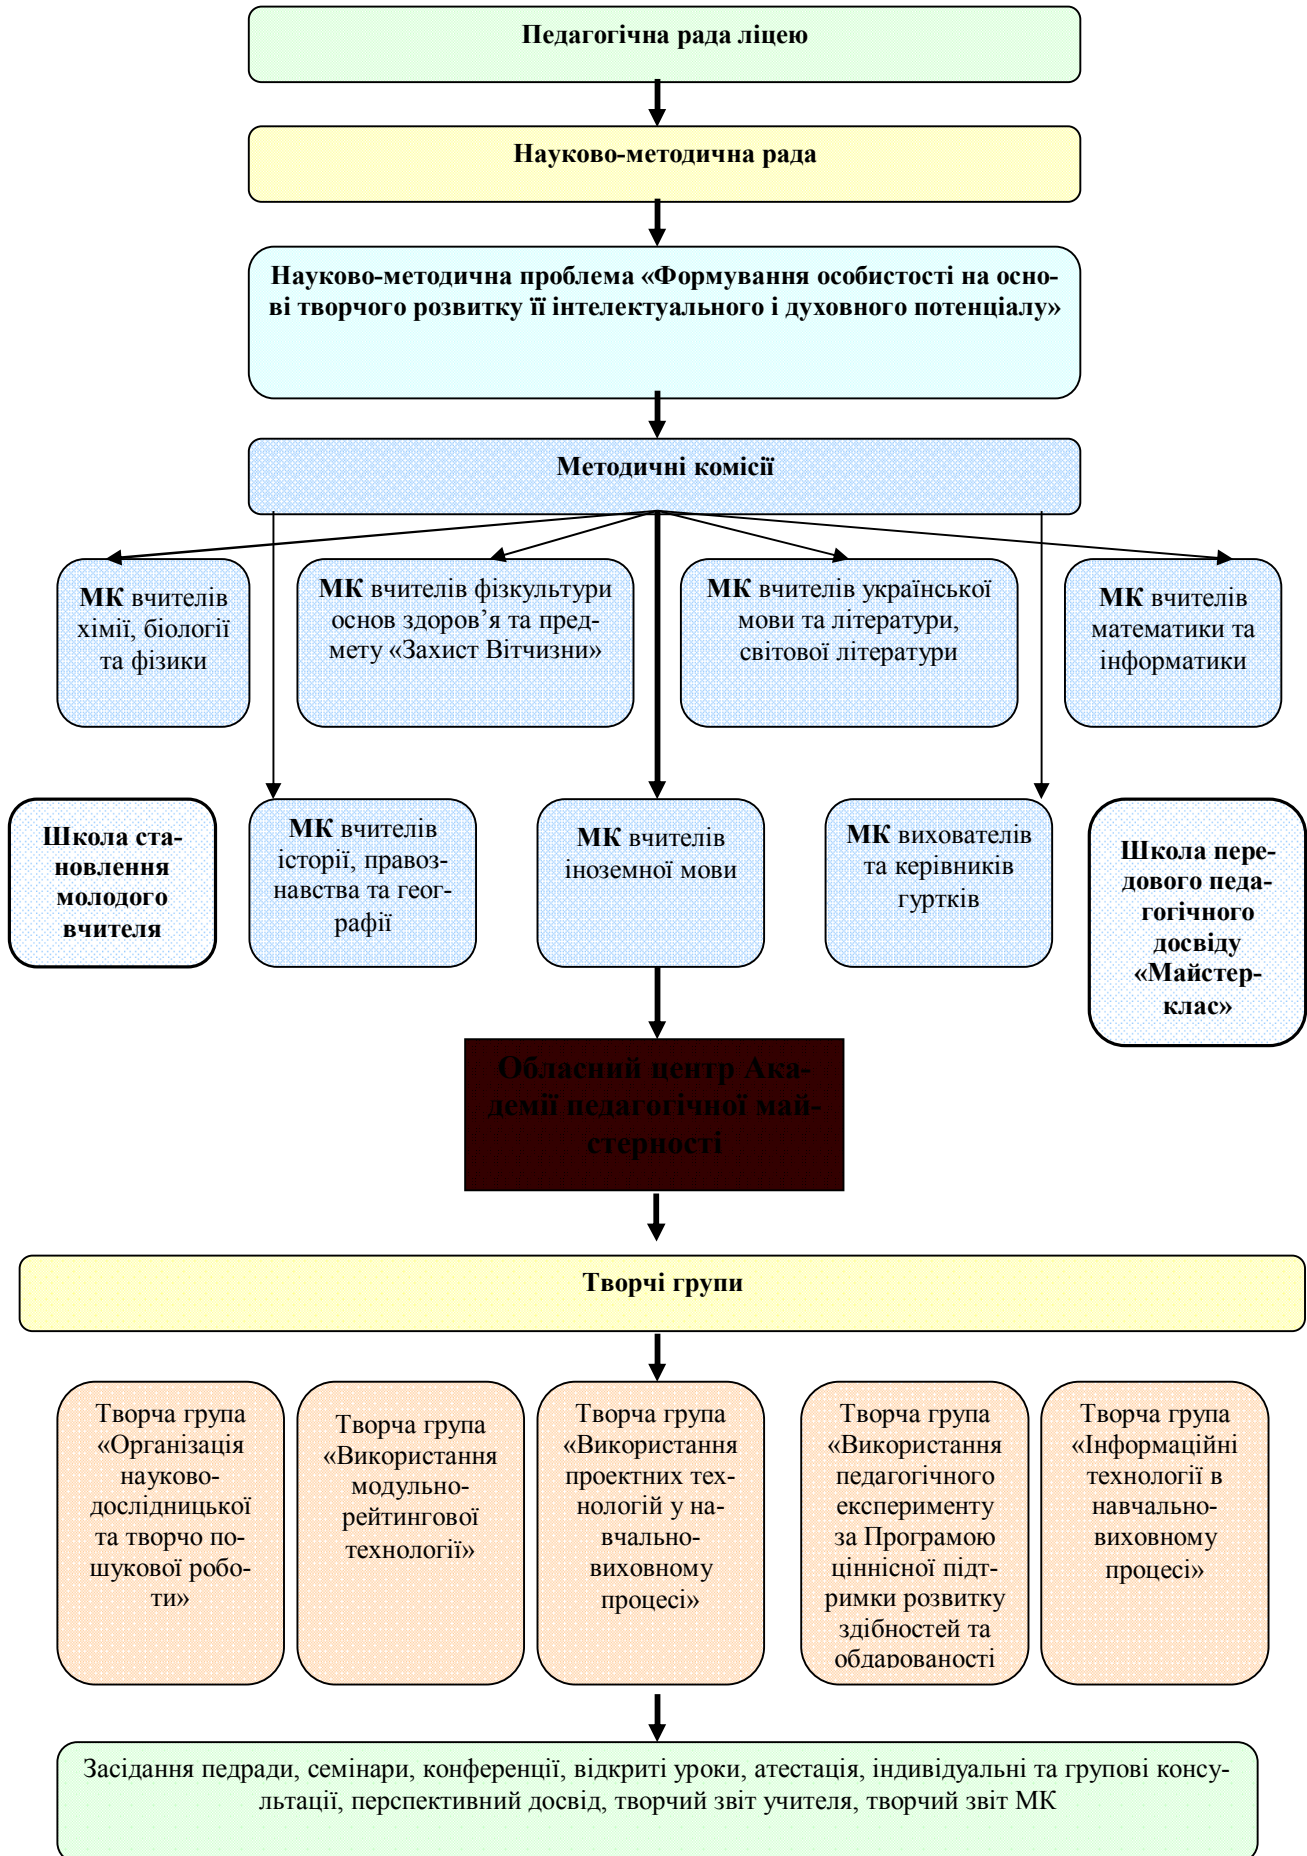 Педагогічна рада ліцею
Науково-методична рада
Науково-методична проблема «Формування особистості на осно-
ві творчого розвитку її інтелектуального і духовного потенціалу»
Методичні комісії
МК вчителів
хімії, біології
та фізики
МК вчителів фізкультури
основ здоров’я та пред-
мету «Захист Вітчизни»
МК вчителів української
мови та літератури,
світової літератури
МК вчителів
математики та
інформатики
Школа ста-
новлення
молодого
вчителя
МК вчителів
історії, правоз-
навства та геог-
рафії
МК вчителів
іноземної мови
МК вихователів
та керівників
гуртків
Школа пере-
дового педа-
гогічного
досвіду
«Майстер-
клас»
Обласний центр Ака-
демії педагогічної май-
стерності
Творчі групи
Творча група
«Організація
науково-
дослідницької
та творчо по-
шукової робо-
ти»
Творча група
«Використання
модульно-
рейтингової
технології»
Творча група
«Використання
проектних тех-
нологій у на-
вчально-
виховному
процесі»
Творча група
«Використання
педагогічного
експерименту
за Програмою
ціннісної підт-
римки розвитку
здібностей та
обдарованості
Творча група
«Інформаційні
технології в
навчально-
виховному
процесі»
Засідання педради, семінари, конференції, відкриті уроки, атестація, індивідуальні та групові консу-
льтації, перспективний досвід, творчий звіт учителя, творчий звіт МК